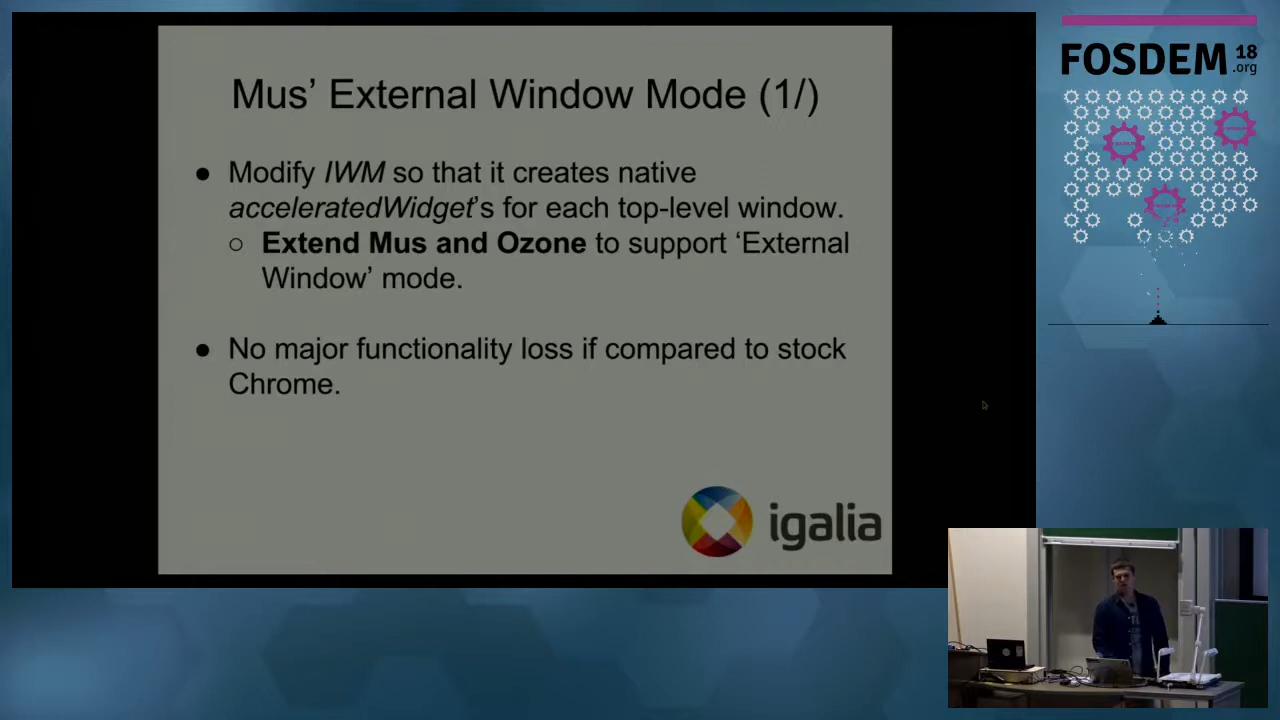 Mus’ External Window Mode (1/)
● Modify IWM so that it creates native
acceleratedWidget’s for each top-level window.
○ Extend Mus and Ozone to support ‘External
Window’ mode.
● No major functionality loss if compared to stock
Chrome.
igalia
FOSDEM 18
.org